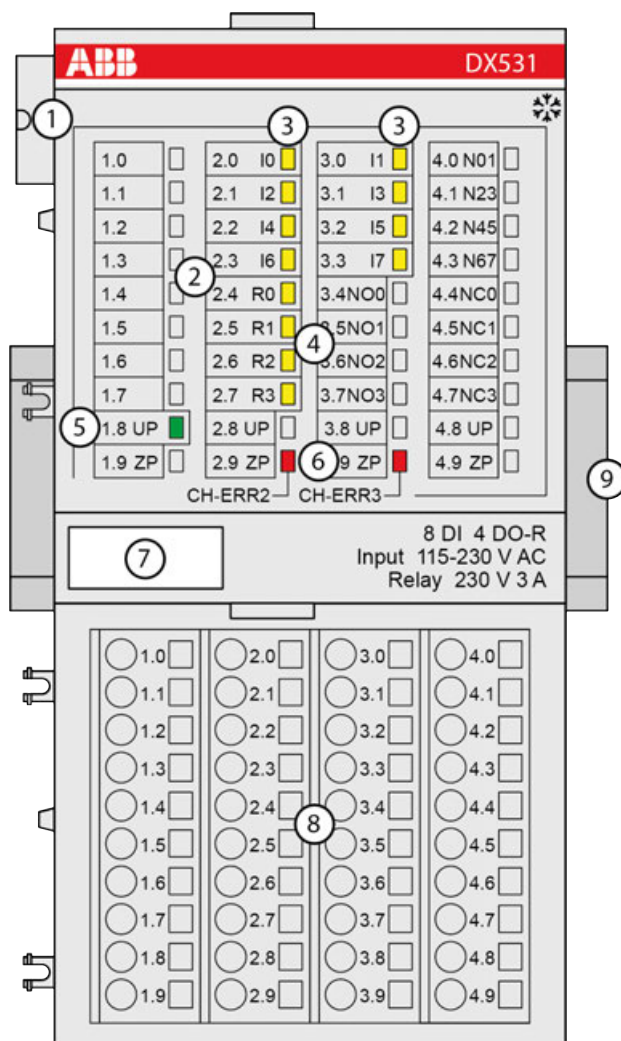 ABB DX531
1
3 3
1.0 2.0 I0 3.0 I1 4.0 N01
1.1 2.1 I2 3.1 I3 4.1 N23
1.2 2.2 I4 3.2 I5 4.2 N45
1.3 2.3 I6 3.3 I7 4.3 N67
2
1.4 2.4 R0 3.4NO0 4.4NC0
1.5 2.5 R1 .5NO1 4.5NC1
4
1.6 2.6 R2 .6NO2 4.6NC2
1.7 2.7 R3 3.7NO3 4.7NC3
5 1.8 UP 2.8 UP 3.8 UP 4.8 UP
1.9 ZP 2.9 ZP 6 9 ZP 4.9 ZP
9
CH-ERR2 CH-ERR3
7
8 DI 4 DO-R
Input 115-230 V AC
Relay 230 V 3 A
1.0 2.0 3.0 4.0
1.1 2.1 3.1 4.1
1.2 2.2 3.2 4.2
1.3 2.3 3.3 4.3
1.4 2.4 3.4 4.4
8
1.5 2.5 3.5 4.5
1.6 2.6 3.6 4.6
1.7 2.7 3.7 4.7
1.8 2.8 3.8 4.8
1.9 2.9 3.9 4.9